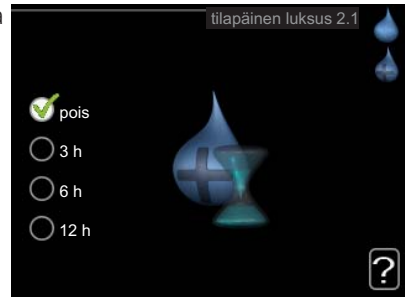 tilapäinen luksus 2.1
pois
3 h
6 h
12 h
?